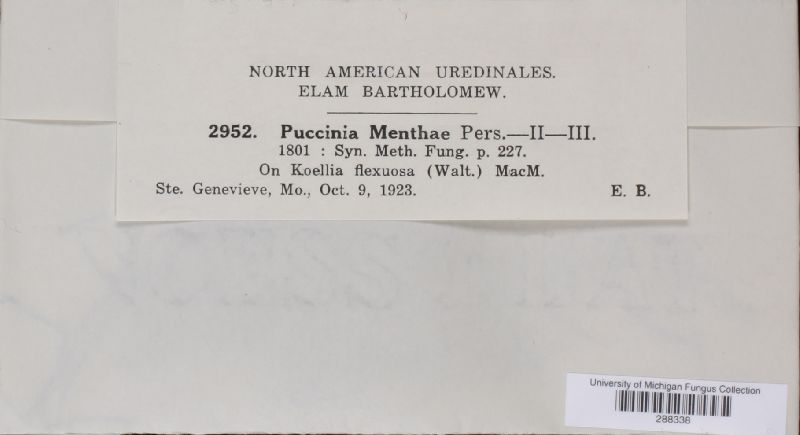 NORTH AMERICAN UREDINALES.
ELAM BARTHOLOMEW.
2952. Puccinia Menthae Pers.—II—III.
1801 : Syn. Meth. Fung. p. 227.
On Koellia flexuosa (Walt.) MacM.
Ste. Genevieve, Mo., Oct. 9, 1923. E. B.
University of Michigan Fungus Collection
288338